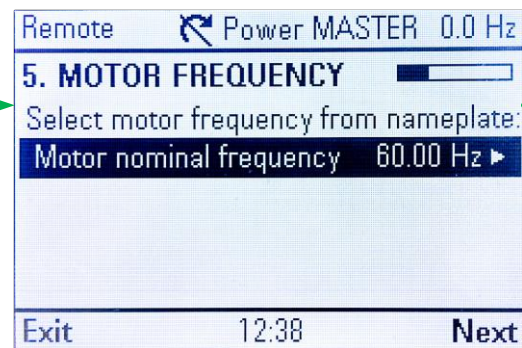 Remote Power MASTER 0.0 Hz
5. MOTOR FREQUENCY
Select motor frequency from nameplate:
Motor nominal frequency 60.00 Hz ▸
Exit 12:38 Next